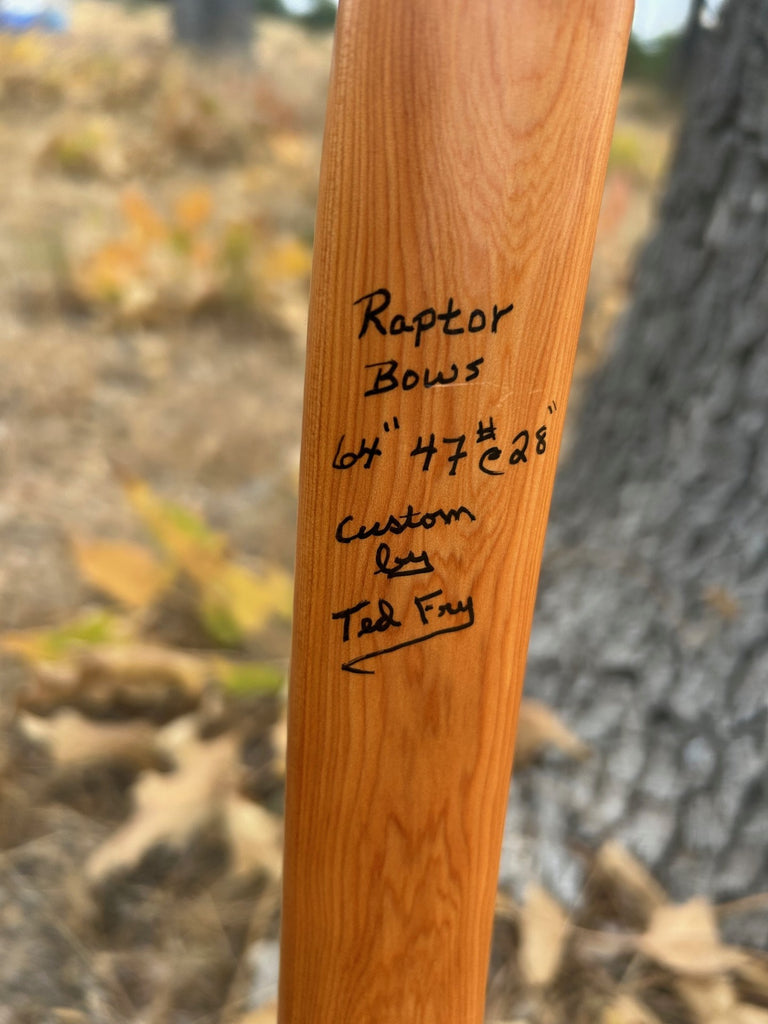 Raptor
Bows
64" 47# @ 28"
Custom
by
Ted Fry